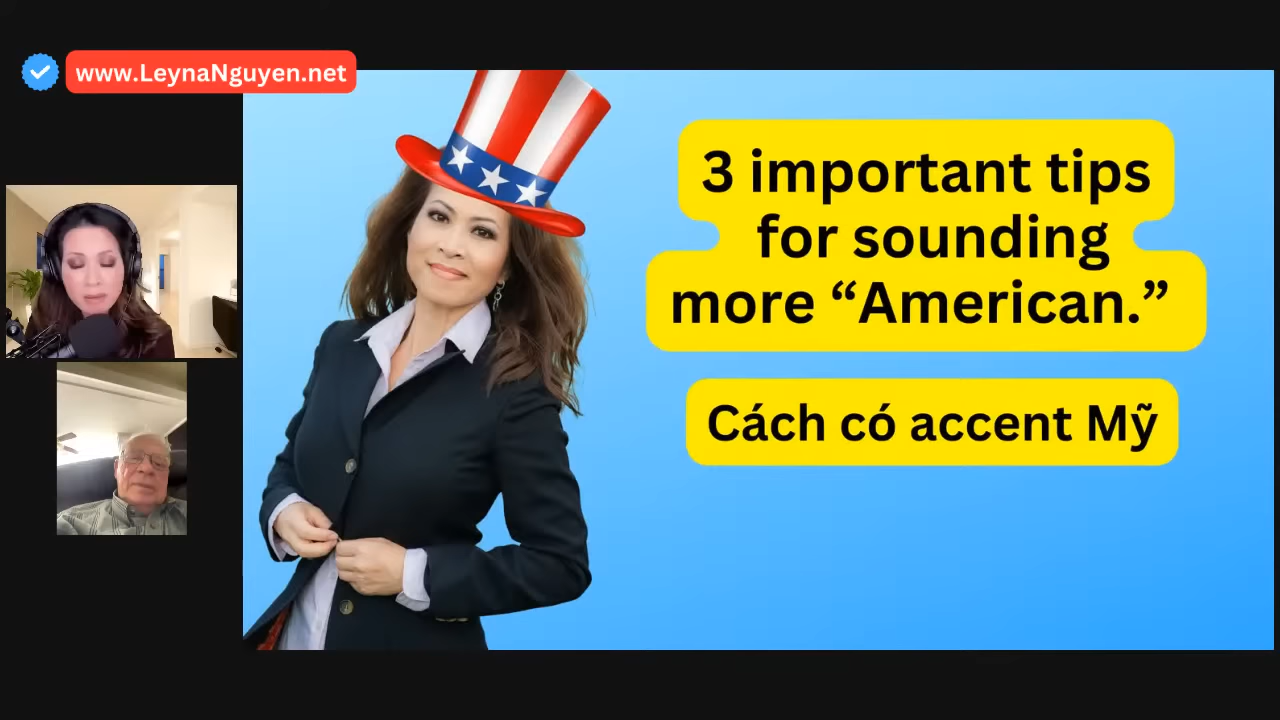 www.LeynaNguyen.net
3 important tips
for sounding
more “American.”
Cách có accent Mỹ